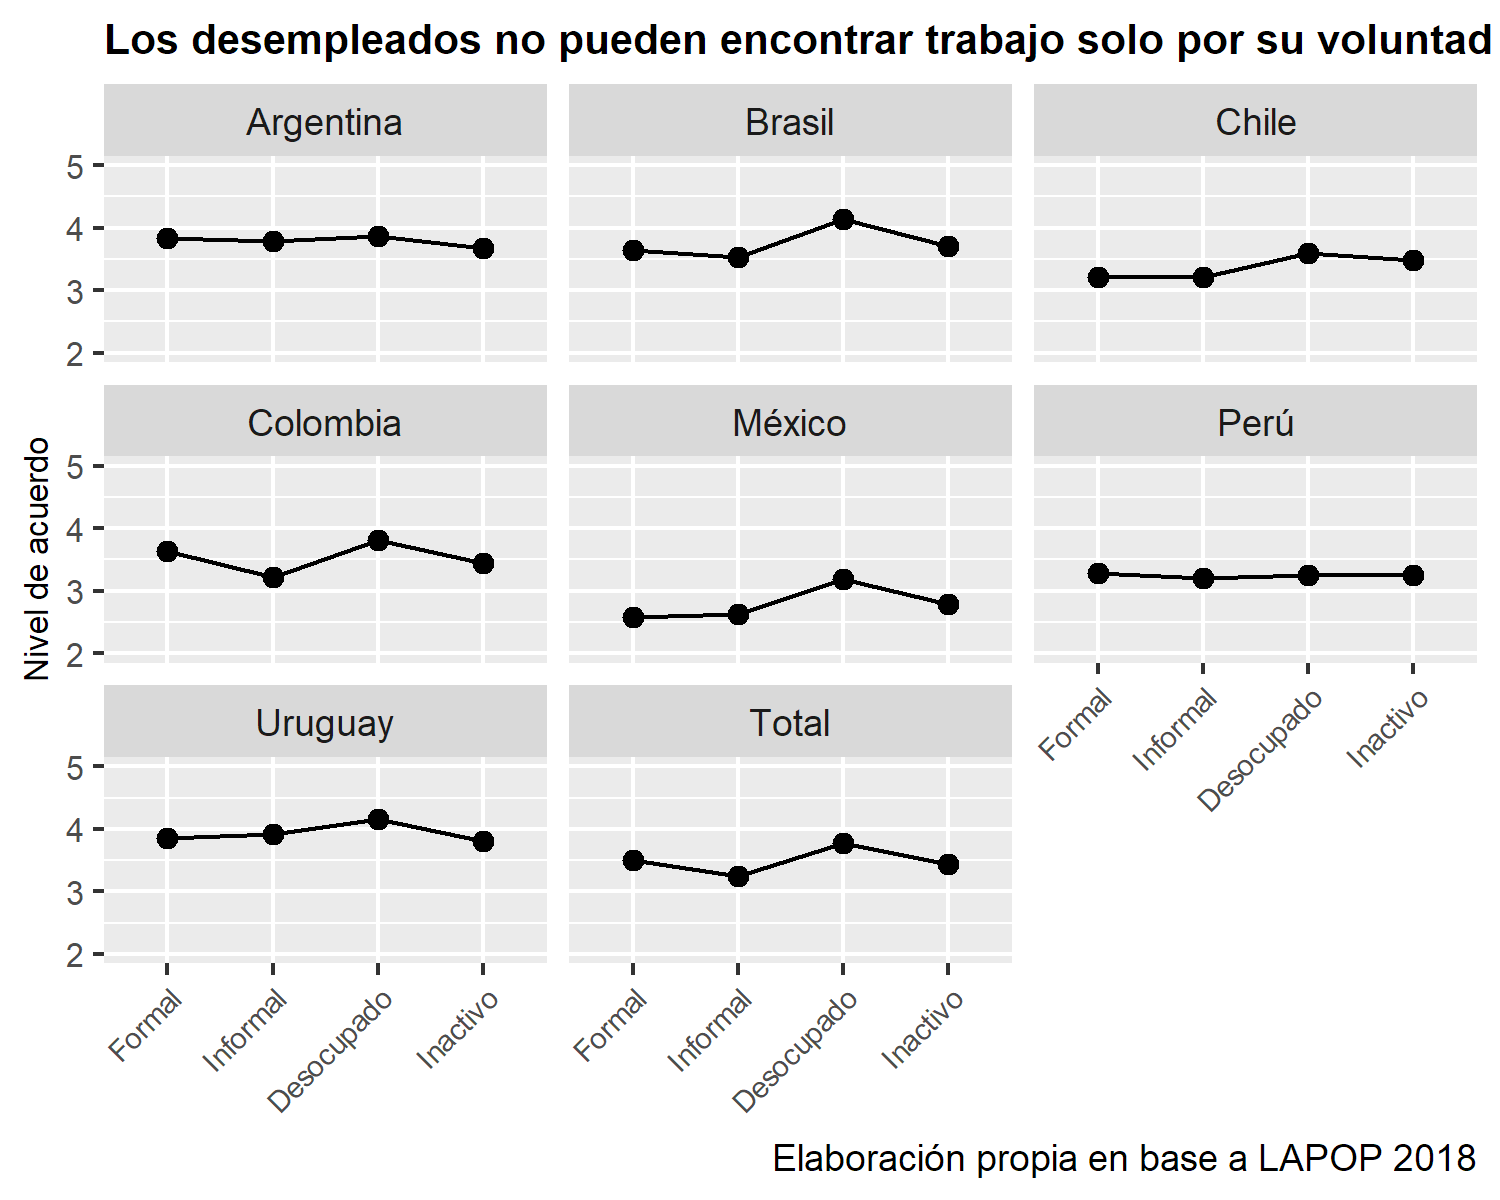 Los desempleados no pueden encontrar trabajo solo por su voluntad
Argentina
Brasil
Chile
5
4
3
2
Colombia
México
Perú
5
4
3
2
Nivel de acuerdo
Formal
Informal
Desocupado
Inactivo
Uruguay
Total
5
4
3
2
Formal
Informal
Desocupado
Inactivo
Formal
Informal
Desocupado
Inactivo
Elaboración propia en base a LAPOP 2018